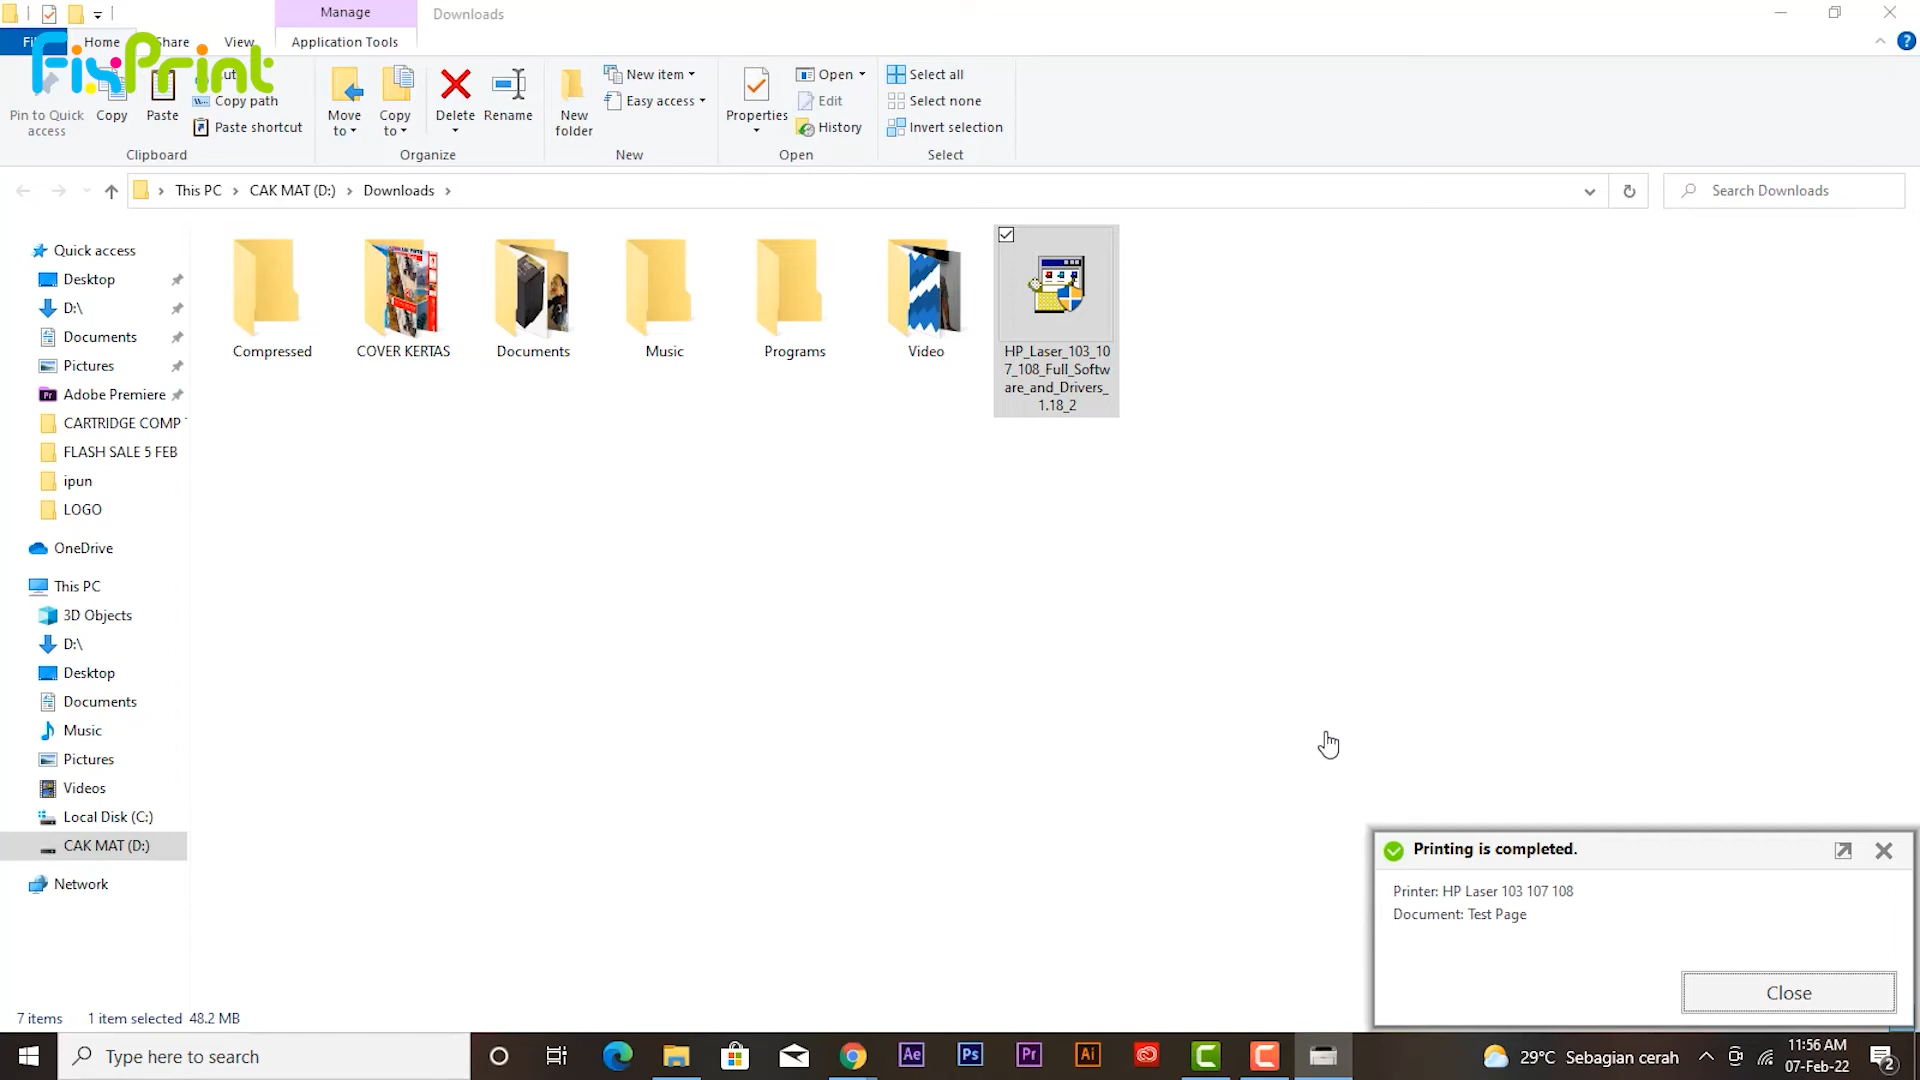 Manage
Downloads
Home
Share
View
Application Tools
FixPrint
Pin to Quick access
Copy
Paste
Copy path
Paste shortcut
Clipboard
Move to
Copy to
Delete
Rename
Organize
New folder
New item
Easy access
New
Properties
Open
Edit
History
Open
Select all
Select none
Invert selection
Select
This PC
CAK MAT (D:)
Downloads
Search Downloads
Quick access
Desktop
D:\
Documents
Pictures
Adobe Premiere
CARTRIDGE COMP
FLASH SALE 5 FEB
ipun
LOGO
OneDrive
This PC
3D Objects
D:\
Desktop
Documents
Music
Pictures
Videos
Local Disk (C:)
CAK MAT (D:)
Network
Compressed
COVER KERTAS
Documents
Music
Programs
Video
HP_Laser_103_10
7_108_Full_Softw
are_and_Drivers_
1.18_2
Printing is completed.
Printer: HP Laser 103 107 108
Document: Test Page
Close
7 items 1 item selected 48.2 MB
Type here to search
Ae
Ps
Pr
Ai
29°C Sebagian cerah
11:56 AM
07-Feb-22
2